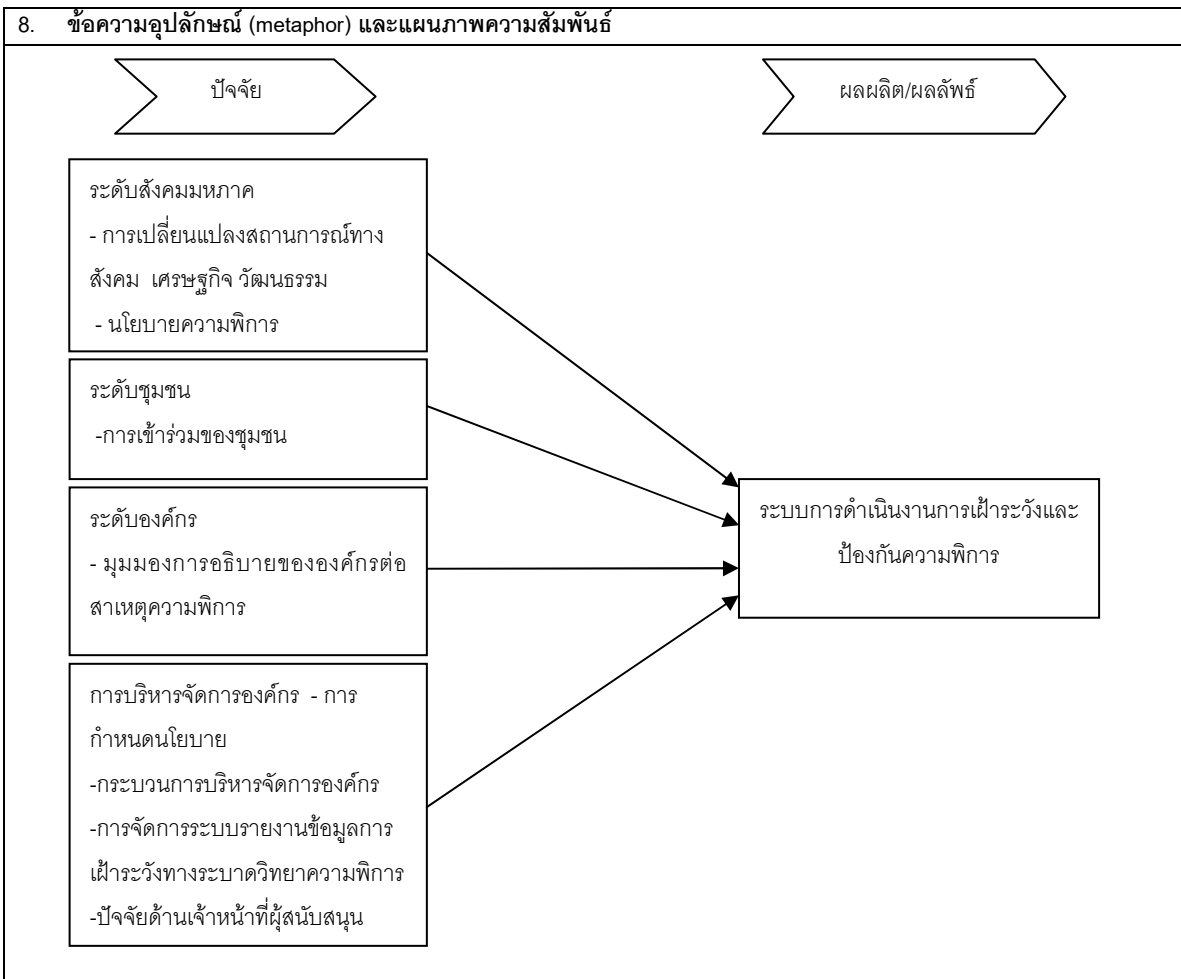 8. ข้อความอุปลักษณ์ (metaphor) และแผนภาพความสัมพันธ์
ปัจจัย
ผลผลิต/ผลลัพธ์
ระดับสังคมมหภาค
- การเปลี่ยนแปลงสถานการณ์ทาง
สังคม เศรษฐกิจ วัฒนธรรม
- นโยบายความพิการ
ระดับชุมชน
-การเข้าร่วมของชุมชน
ระดับองค์กร
- มุมมองการอธิบายขององค์กรต่อ
สาเหตุความพิการ
การบริหารจัดการองค์กร - การ
กำหนดนโยบาย
-กระบวนการบริหารจัดการองค์กร
-การจัดการระบบรายงานข้อมูลการ
เฝ้าระวังทางระบาดวิทยาความพิการ
-ปัจจัยด้านเจ้าหน้าที่ผู้สนับสนุน
ระบบการดำเนินงานการเฝ้าระวังและ
ป้องกันความพิการ